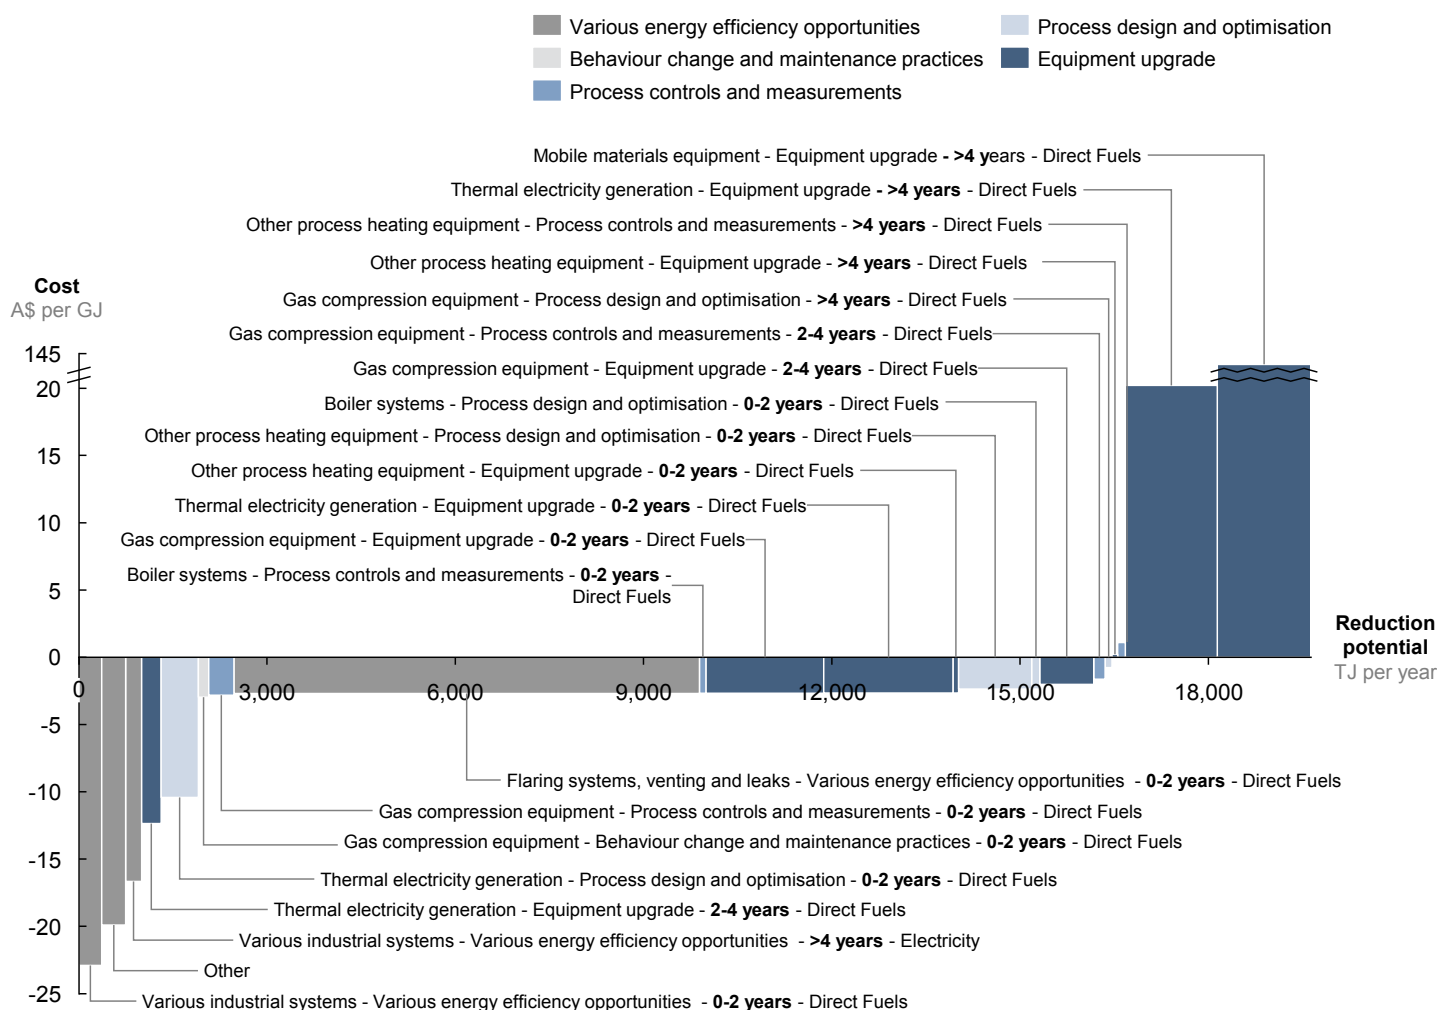 Various energy efficiency opportunities
Process design and optimisation
Behaviour change and maintenance practices
Equipment upgrade
Process controls and measurements
Mobile materials equipment - Equipment upgrade - >4 years - Direct Fuels
Thermal electricity generation - Equipment upgrade - >4 years - Direct Fuels
Other process heating equipment - Process controls and measurements - >4 years - Direct Fuels
Other process heating equipment - Equipment upgrade - >4 years - Direct Fuels
Cost
A$ per GJ
Gas compression equipment - Process design and optimisation - >4 years - Direct Fuels
Gas compression equipment - Process controls and measurements - 2-4 years - Direct Fuels
145
Gas compression equipment - Equipment upgrade - 2-4 years - Direct Fuels
20
Boiler systems - Process design and optimisation - 0-2 years - Direct Fuels
Other process heating equipment - Process design and optimisation - 0-2 years - Direct Fuels
15
Other process heating equipment - Equipment upgrade - 0-2 years - Direct Fuels
Thermal electricity generation - Equipment upgrade - 0-2 years - Direct Fuels
10
Gas compression equipment - Equipment upgrade - 0-2 years - Direct Fuels
Boiler systems - Process controls and measurements - 0-2 years -
Direct Fuels
5
Reduction
potential
TJ per year
0
0
3,000
6,000
9,000
12,000
15,000
18,000
-5
Flaring systems, venting and leaks - Various energy efficiency opportunities - 0-2 years - Direct Fuels
-10
Gas compression equipment - Process controls and measurements - 0-2 years - Direct Fuels
Gas compression equipment - Behaviour change and maintenance practices - 0-2 years - Direct Fuels
-15
Thermal electricity generation - Process design and optimisation - 0-2 years - Direct Fuels
Thermal electricity generation - Equipment upgrade - 2-4 years - Direct Fuels
-20
Various industrial systems - Various energy efficiency opportunities - >4 years - Electricity
Other
-25
Various industrial systems - Various energy efficiency opportunities - 0-2 years - Direct Fuels